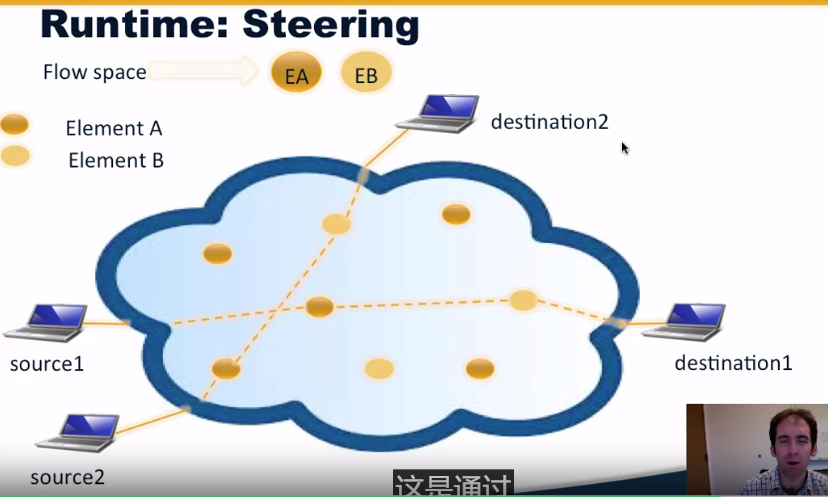 Runtime: Steering
Flow space
EA
EB
Element A
Element B
destination2
source1
destination1
source2
这是通过